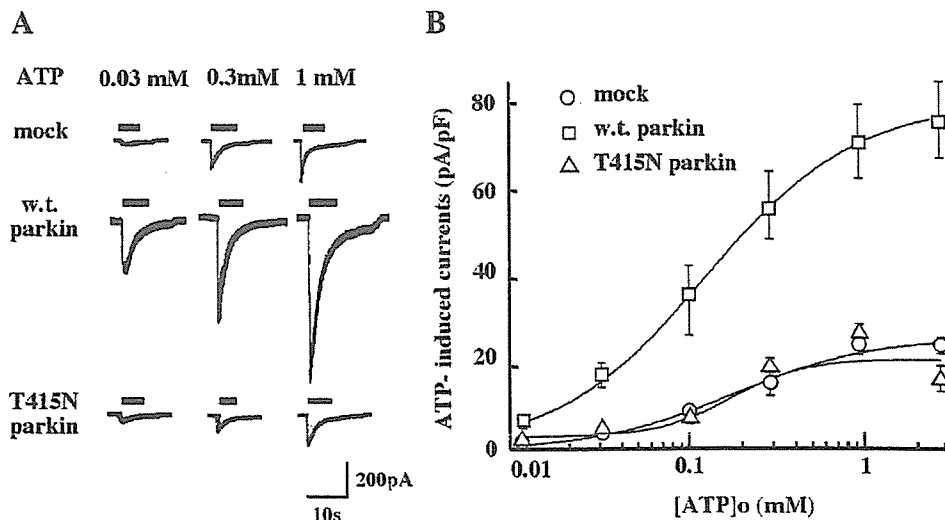 A
ATP 0.03 mM 0.3mM 1 mM
mock
w.t.
parkin
T415N
parkin
200pA
10s
B
ATP- induced currents (pA/pF)
80
60
40
20
0
mock
w.t. parkin
T415N parkin
0.01 0.1 1
[ATP]o (mM)